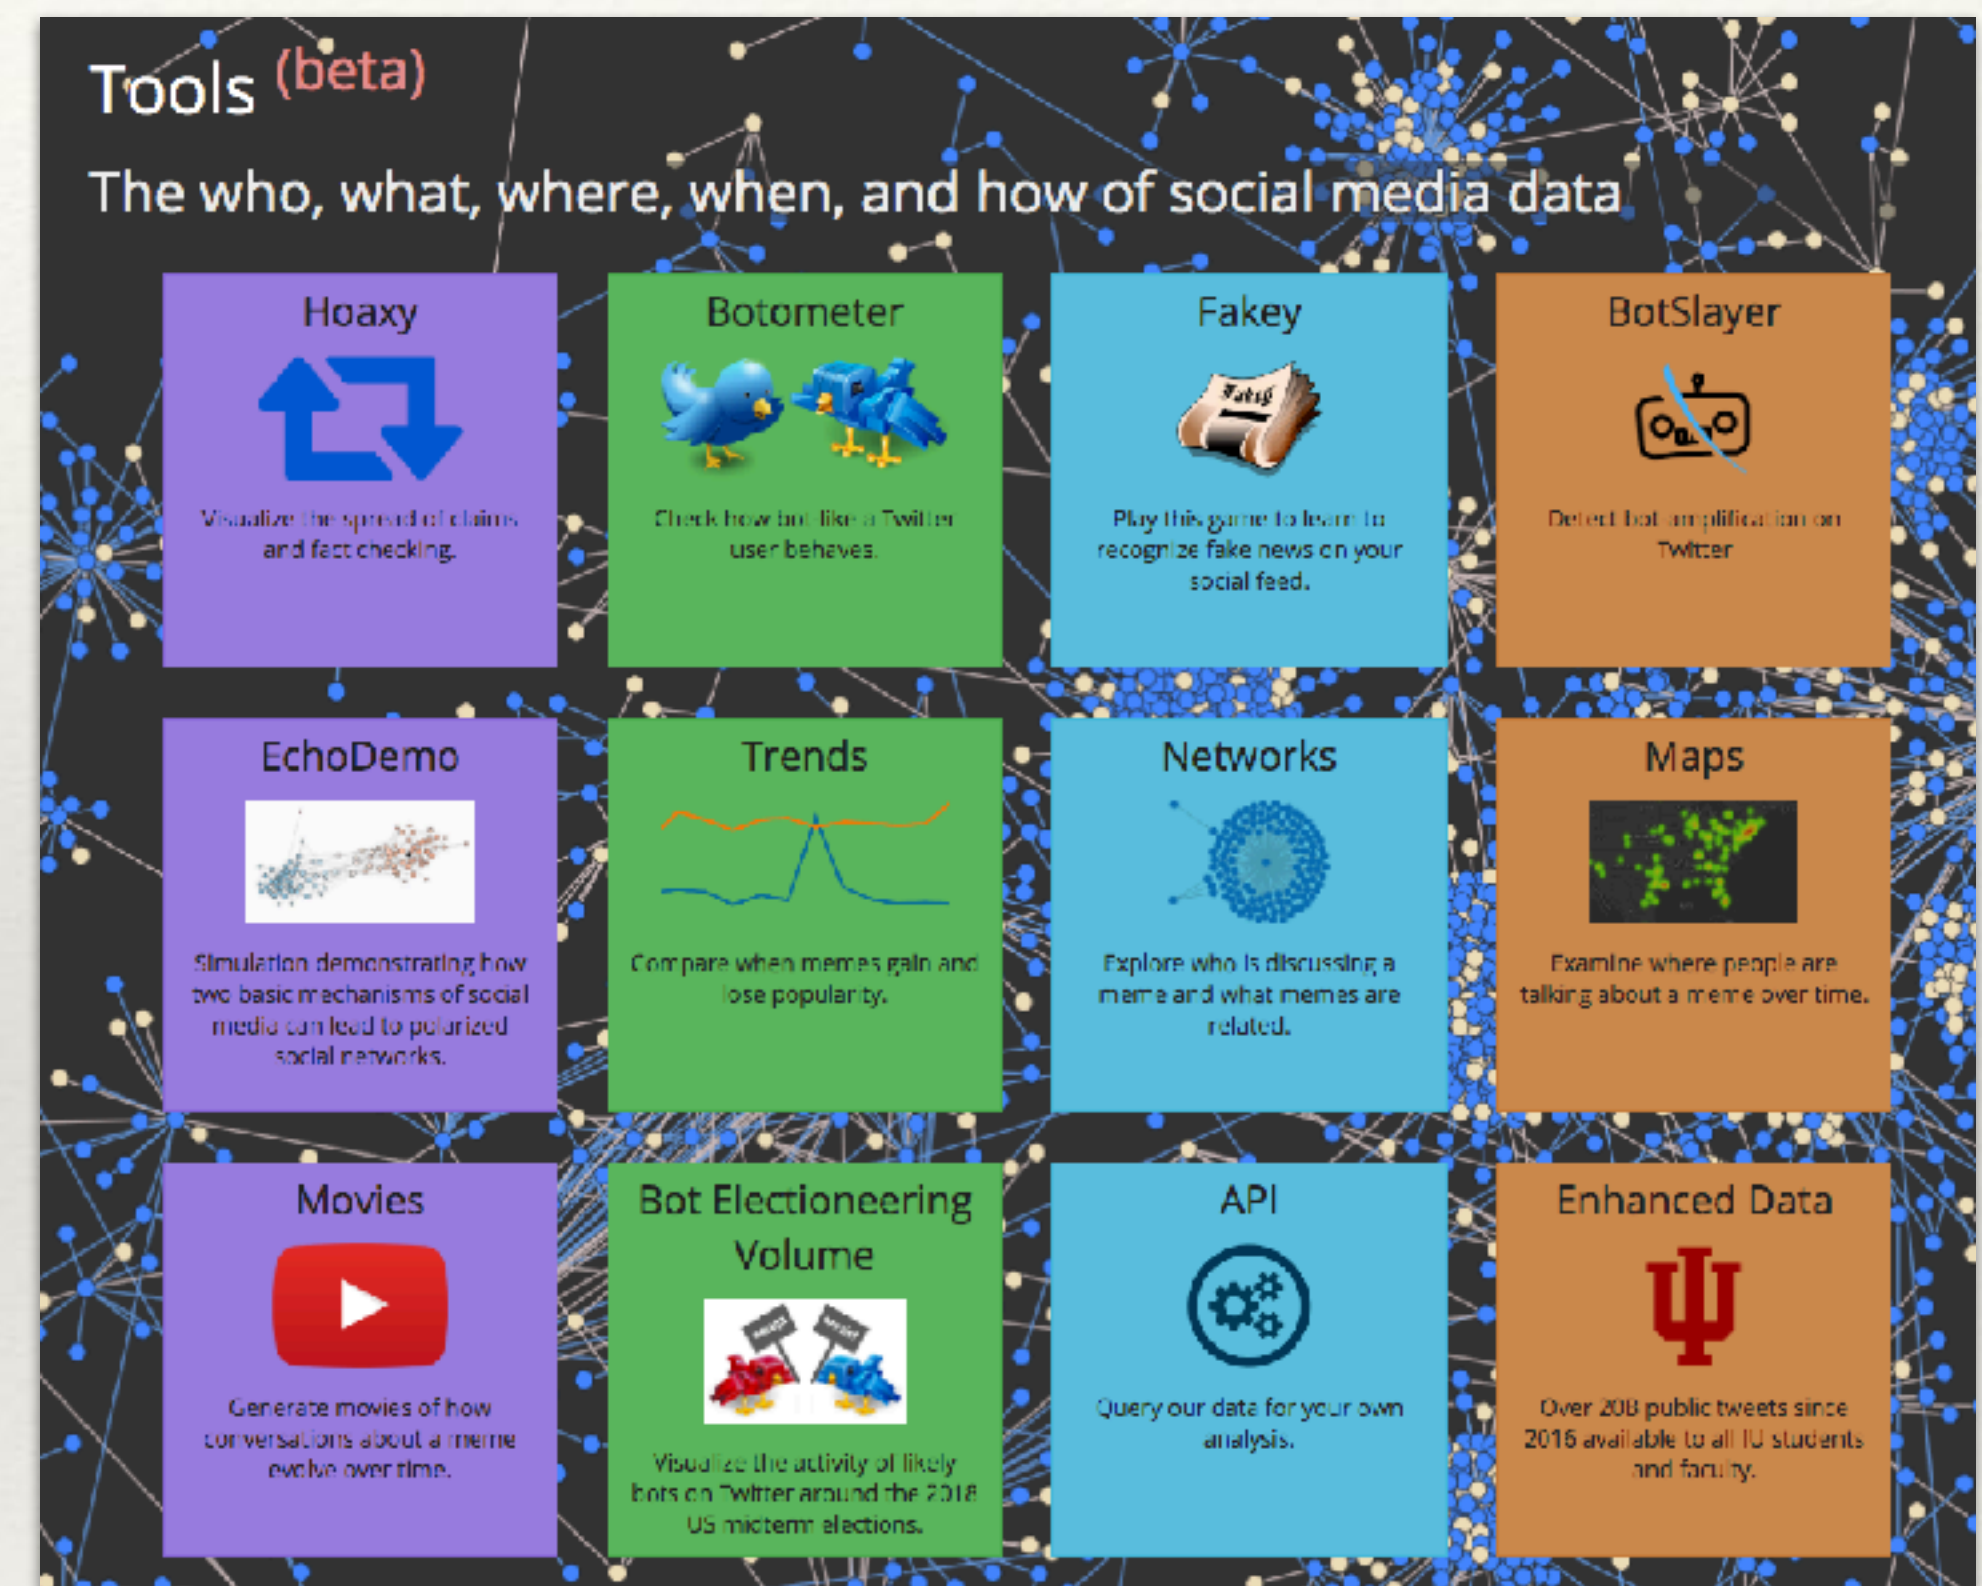 Tools (beta)
The who, what, where, when, and how of social media data
Hoaxy
Visualize the spread of claims
and fact checking.
Botometer
Check how bot-like a Twitter
user behaves.
Fakey
Play this game to learn to
recognize fake news on your
social feed.
BotSlayer
Detect bot amplification on
Twitter
EchoDemo
Simulation demonstrating how
two basic mechanisms of social
media can lead to polarized
social networks.
Trends
Compare when memes gain and
lose popularity.
Networks
Explore who is discussing a
meme and what memes are
related.
Maps
Examine where people are
talking about a meme over time.
Movies
Generate movies of how
conversations about a meme
evolve over time.
Bot Electioneering
Volume
Visualize the activity of likely
bots on Twitter around the 2018
US midterm elections.
API
Query our data for your own
analysis.
Enhanced Data
Over 20B public tweets since
2016 available to all IU students
and faculty.